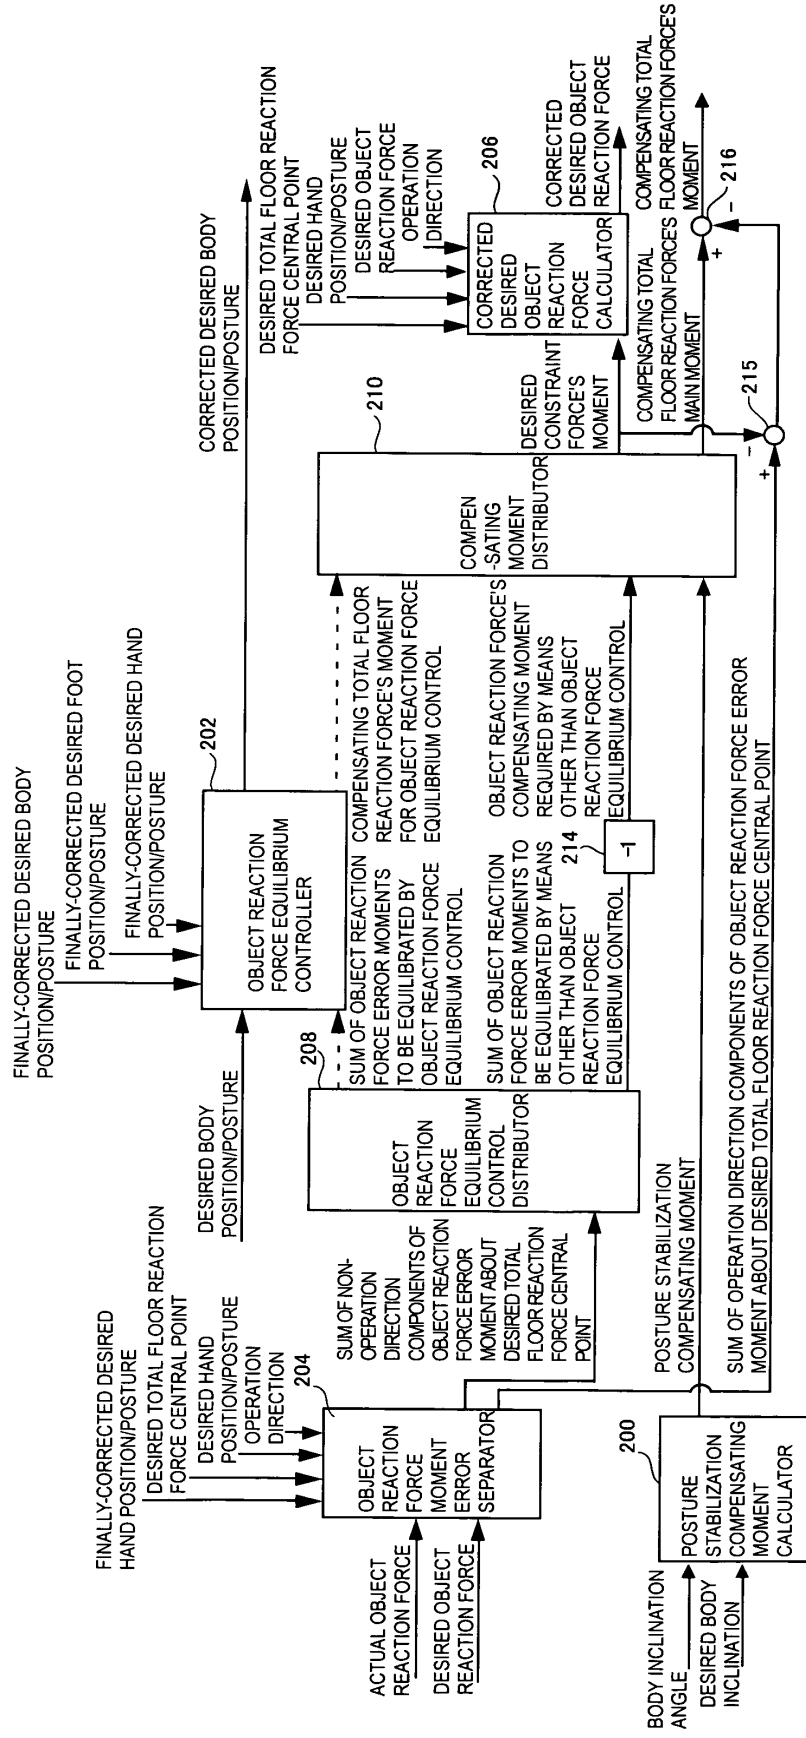 FINALLY-CORRECTED DESIRED BODY
POSITION/POSTURE
FINALLY-CORRECTED DESIRED FOOT
POSITION/POSTURE
FINALLY-CORRECTED DESIRED HAND
POSITION/POSTURE
DESIRED BODY
POSITION/POSTURE
202
OBJECT REACTION
FORCE EQUILIBRIUM
CONTROLLER
CORRECTED DESIRED BODY
POSITION/POSTURE
FINALLY-CORRECTED DESIRED
HAND POSITION/POSTURE
DESIRED TOTAL FLOOR REACTION
FORCE CENTRAL POINT
DESIRED HAND
POSITION/POSTURE
OPERATION
DIRECTION
204
OBJECT
REACTION
FORCE
MOMENT
ERROR
SEPARATOR
ACTUAL OBJECT
REACTION FORCE
DESIRED OBJECT
REACTION FORCE
SUM OF NON-
OPERATION
DIRECTION
COMPONENTS OF
OBJECT REACTION
FORCE ERROR
MOMENT ABOUT
DESIRED TOTAL
FLOOR REACTION
FORCE CENTRAL
POINT
208
OBJECT
REACTION
FORCE
EQUILIBRIUM
CONTROL
DISTRIBUTOR
SUM OF OBJECT REACTION
FORCE ERROR MOMENTS
TO BE EQUILIBRATED BY
OBJECT REACTION FORCE
EQUILIBRIUM CONTROL
SUM OF OBJECT REACTION
FORCE ERROR MOMENTS TO
BE EQUILIBRATED BY MEANS
OTHER THAN OBJECT
REACTION FORCE
EQUILIBRIUM CONTROL
214
-1
COMPENSATING TOTAL FLOOR
REACTION FORCE'S MOMENT
FOR OBJECT REACTION FORCE
EQUILIBRIUM CONTROL
OBJECT REACTION FORCE'S
COMPENSATING MOMENT
REQUIRED BY MEANS
OTHER THAN OBJECT
REACTION FORCE
EQUILIBRIUM CONTROL
210
COMPEN
-SATING
MOMENT
DISTRIBUTOR
DESIRED
CONSTRAINT
FORCE'S
MOMENT
DESIRED TOTAL FLOOR REACTION
FORCE CENTRAL POINT
DESIRED HAND
POSITION/POSTURE
DESIRED OBJECT
REACTION FORCE
OPERATION
DIRECTION
206
CORRECTED
DESIRED
OBJECT
REACTION
FORCE
CALCULATOR
CORRECTED
DESIRED OBJECT
REACTION FORCE
COMPENSATING TOTAL
FLOOR REACTION FORCE'S
MAIN MOMENT
COMPENSATING TOTAL
FLOOR REACTION FORCE'S
MOMENT
+
-
216
-
+
215
BODY INCLINATION
ANGLE
DESIRED BODY
INCLINATION
200
POSTURE
STABILIZATION
COMPENSATING
MOMENT
CALCULATOR
POSTURE STABILIZATION
COMPENSATING MOMENT
SUM OF OPERATION DIRECTION COMPONENTS OF OBJECT REACTION FORCE ERROR
MOMENT ABOUT DESIRED TOTAL FLOOR REACTION FORCE CENTRAL POINT